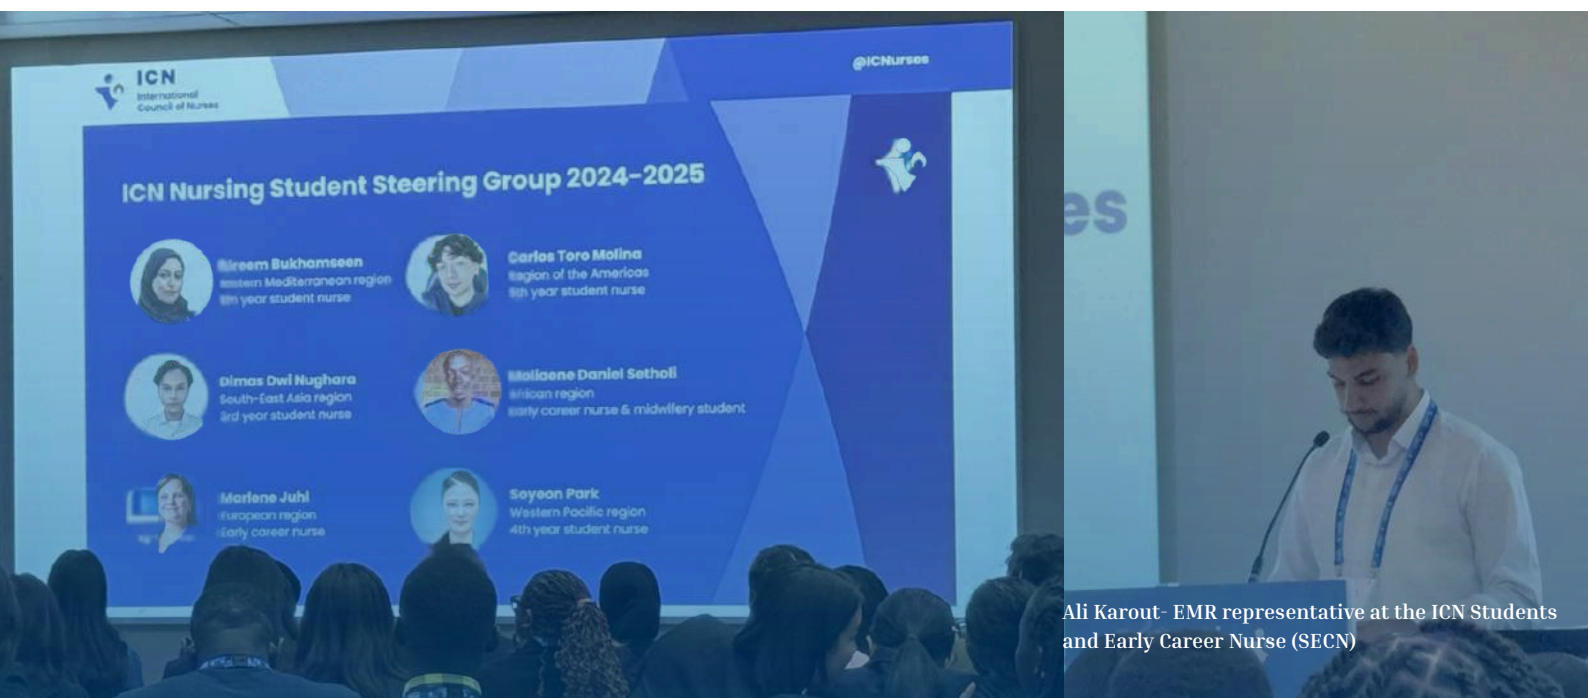 ICN
International
Council of Nurses
@ICNurses
ICN Nursing Student Steering Group 2024-2025
Bukhamseen
Mediterranean region
year student nurse
Carlos Toro Molina
Region of the Americas
5th year student nurse
Dimas Dwi Nughara
South-East Asia region
3rd year student nurse
Daniel Setholi
African region
Early career nurse & midwifery student
Marlene Juhl
European region
Early career nurse
Soyeon Park
Western Pacific region
4th year student nurse
es
Ali Karout- EMR representative at the ICN Students
and Early Career Nurse (SECN)